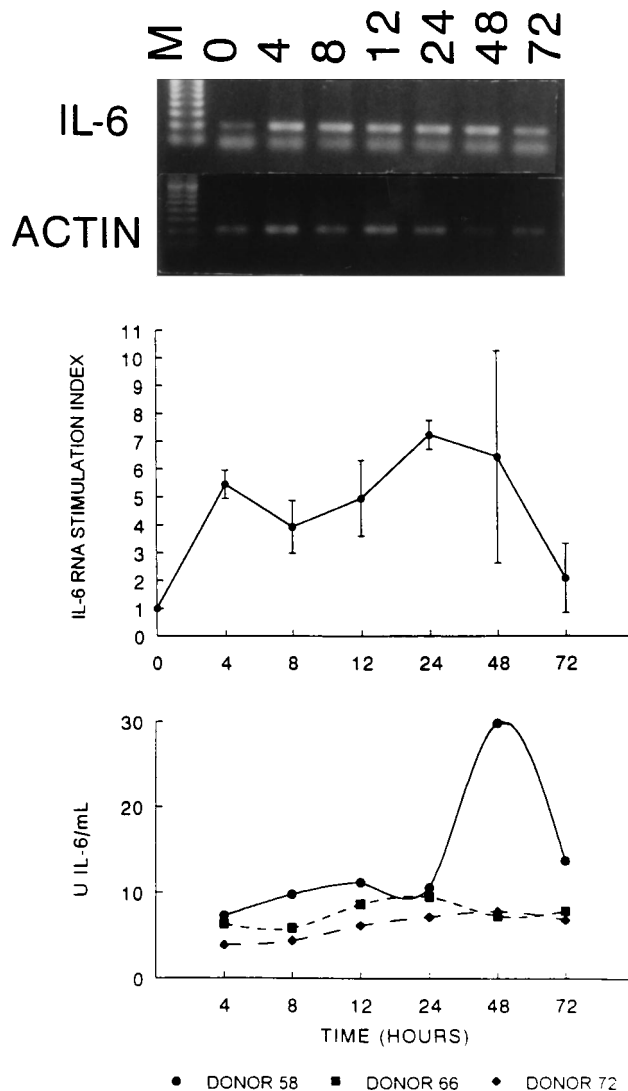 M 0 4 8 12 24 48 72
IL-6
ACTIN
IL-6 RNA STIMULATION INDEX
11
10
9
8
7
6
5
4
3
2
1
0
0 4 8 12 24 48 72
U IL-6/mL
30
20
10
0
4 8 12 24 48 72
TIME (HOURS)
DONOR 58 DONOR 66 DONOR 72